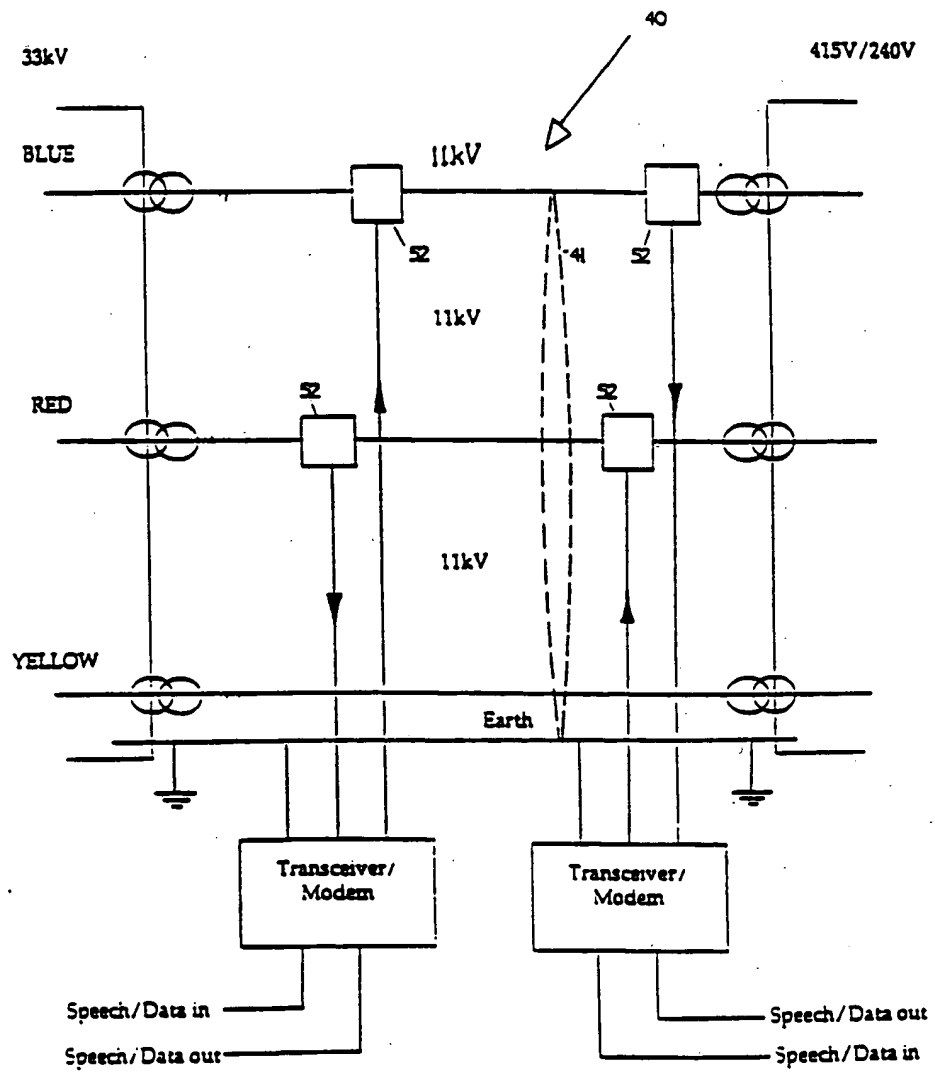 40
33kV
415V/240V
BLUE
11kV
52
41
52
11kV
RED
52
52
11kV
YELLOW
Earth
Transceiver/
Modem
Transceiver/
Modem
Speech/Data in
Speech/Data out
Speech/Data out
Speech/Data in